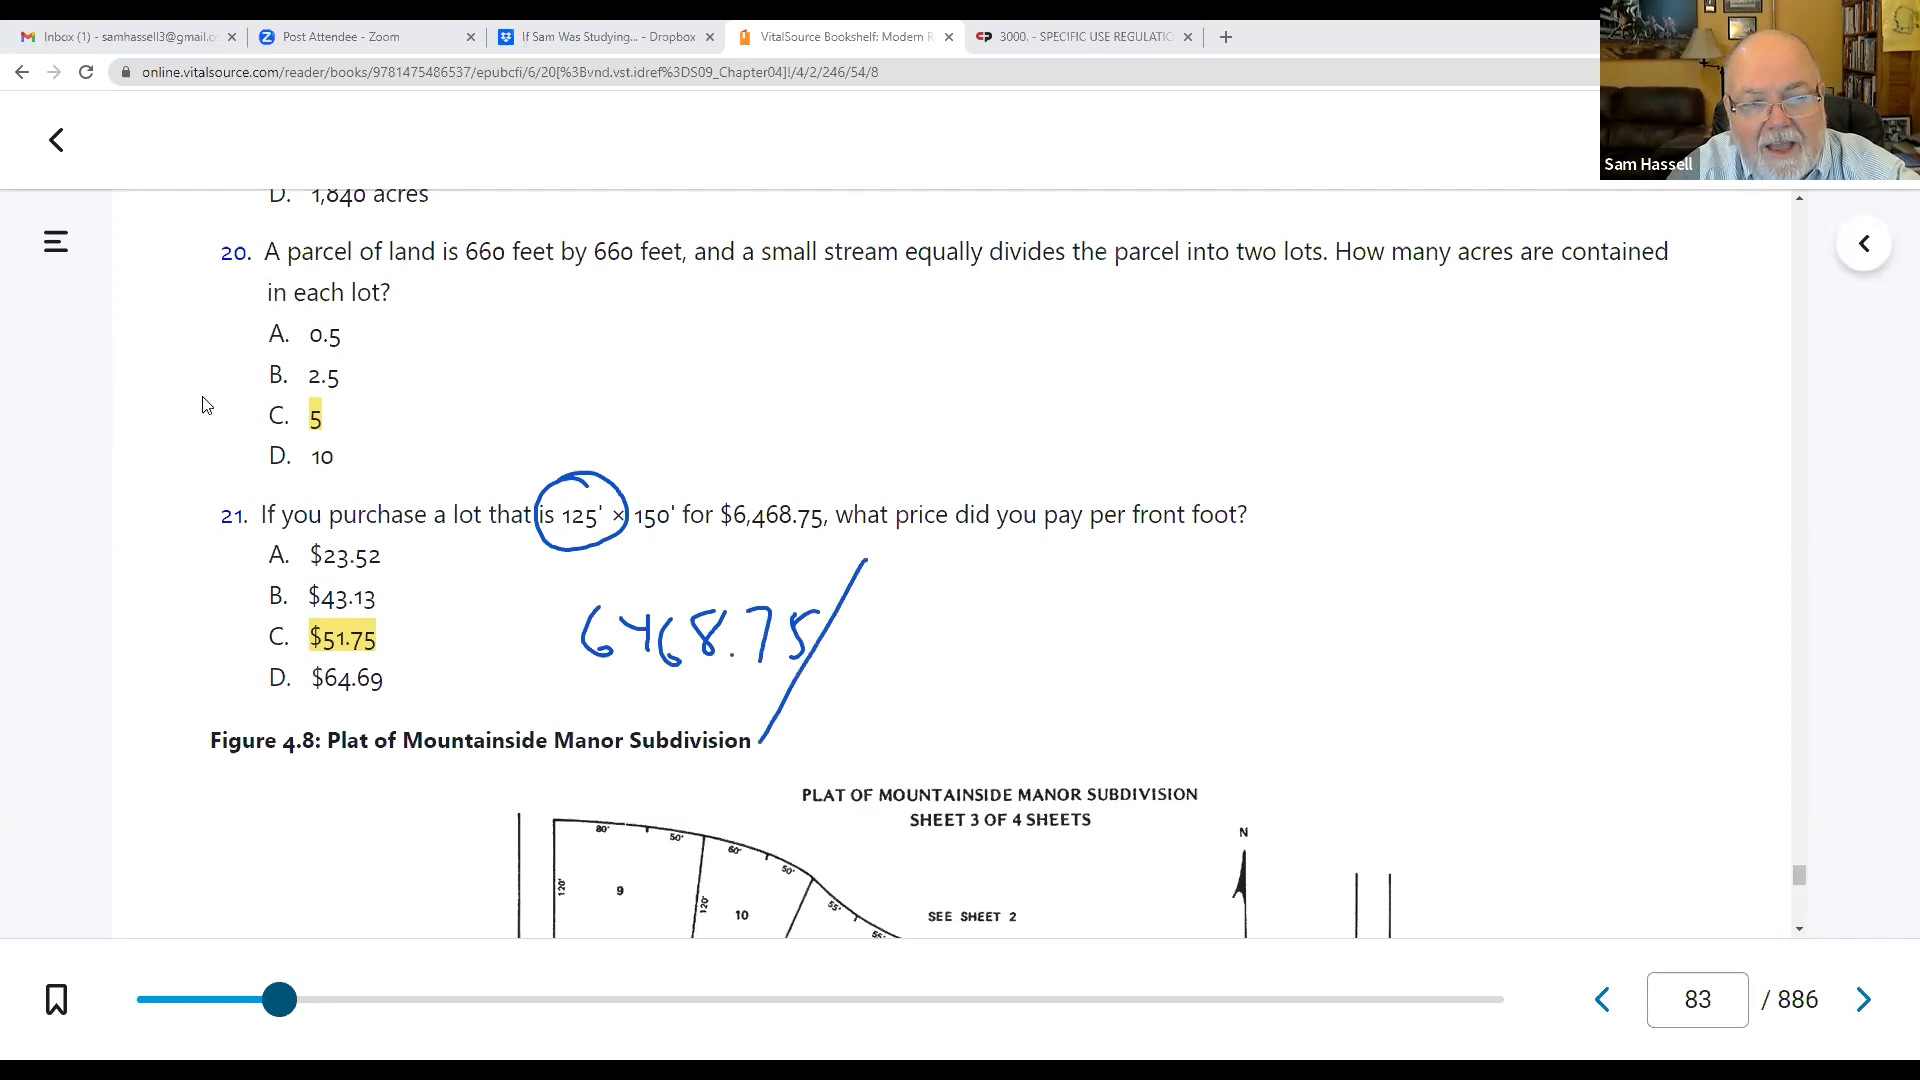 Inbox (1) - samhassell3@gmail.c
Post Attendee - Zoom
If Sam Was Studying... - Dropbox
VitalSource Bookshelf: Modern R
3000. - SPECIFIC USE REGULATIC
online.vitalsource.com/reader/books/9781475486537/epubcfi/6/20[%3Bvnd.vst.idref%3DS09_Chapter04]!/4/2/246/54/8
Sam Hassell
D. 1,840 acres
20. A parcel of land is 660 feet by 660 feet, and a small stream equally divides the parcel into two lots. How many acres are contained
in each lot?
A. 0.5
B. 2.5
C. 5
D. 10
21. If you purchase a lot that is 125' × 150' for $6,468.75, what price did you pay per front foot?
A. $23.52
B. $43.13
C. $51.75
D. $64.69
6468.75/
Figure 4.8: Plat of Mountainside Manor Subdivision
PLAT OF MOUNTAINSIDE MANOR SUBDIVISION
SHEET 3 OF 4 SHEETS
N
80'
50'
60'
50'
120'
9
120'
10
55'
SEE SHEET 2
55'
83 / 886